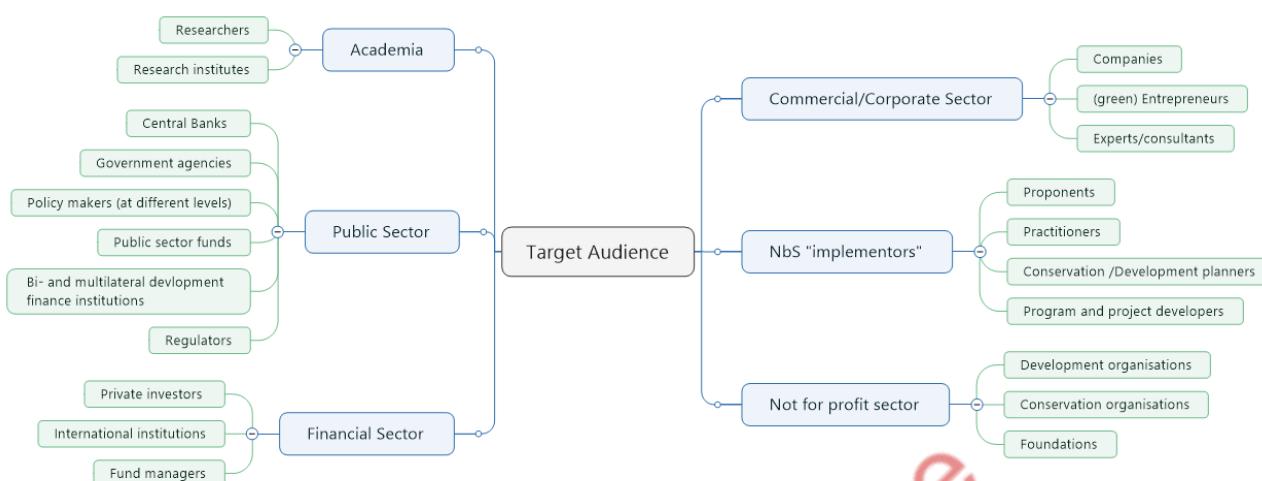 Target Audience
Academia
Researchers
Research institutes
Public Sector
Central Banks
Government agencies
Policy makers (at different levels)
Public sector funds
Bi- and multilateral devlopment
finance institutions
Regulators
Financial Sector
Private investors
International institutions
Fund managers
Commercial/Corporate Sector
Companies
(green) Entrepreneurs
Experts/consultants
NbS "implementors"
Proponents
Practitioners
Conservation /Development planners
Program and project developers
Not for profit sector
Development organisations
Conservation organisations
Foundations